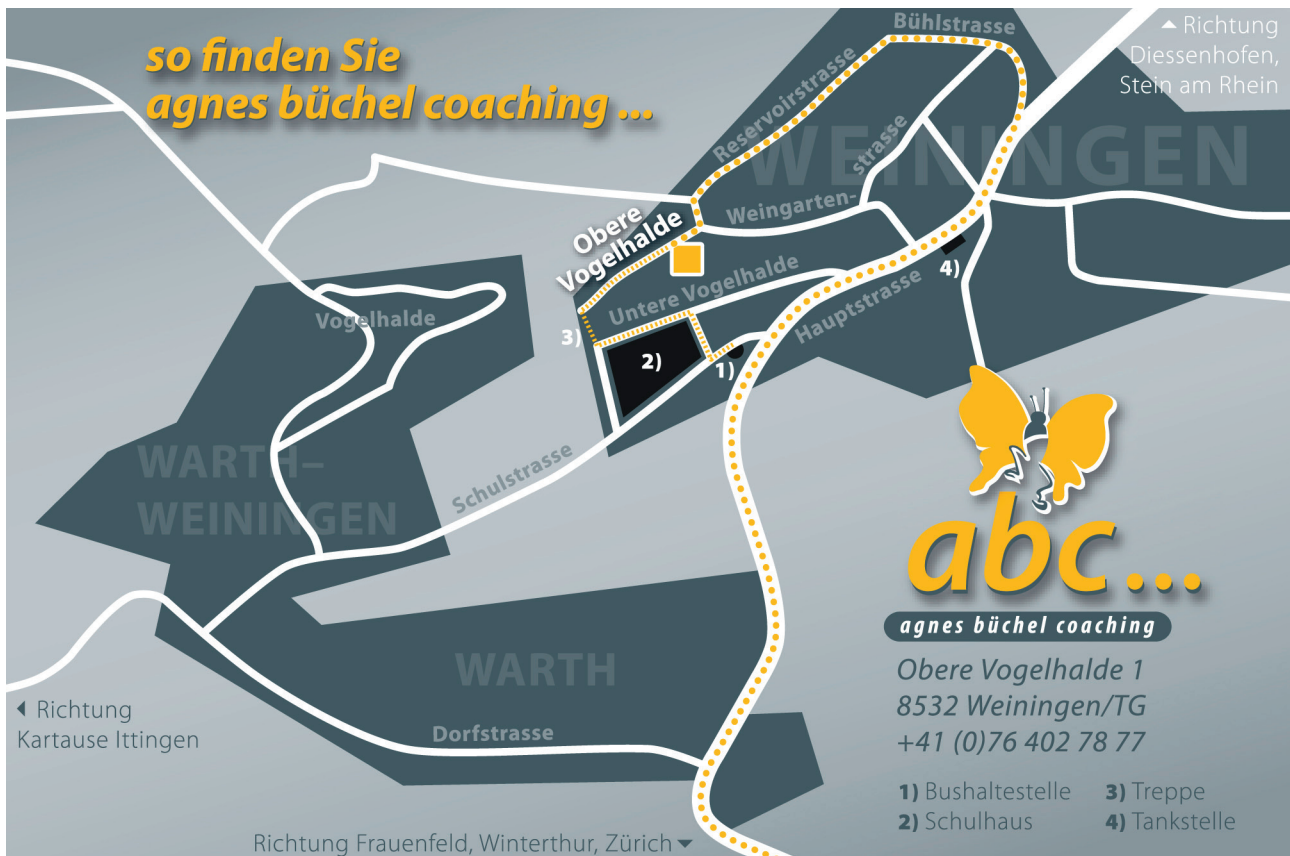 so finden Sie
agnes büchel coaching ...
Bühlstrasse
▲ Richtung
Diessenhofen,
Stein am Rhein
Reservoirstrasse
WEININGEN
Weingarten-
strasse
Obere
Vogelhalde
4)
Untere Vogelhalde
Hauptstrasse
Vogelhalde
3)
2)
1)
WARTH–
WEININGEN
Schulstrasse
abc...
agnes büchel coaching
WARTH
Obere Vogelhalde 1
8532 Weiningen/TG
+41 (0)76 402 78 77
◀ Richtung
Kartause Ittingen
Dorfstrasse
1) Bushaltestelle
2) Schulhaus
3) Treppe
4) Tankstelle
Richtung Frauenfeld, Winterthur, Zürich ▼